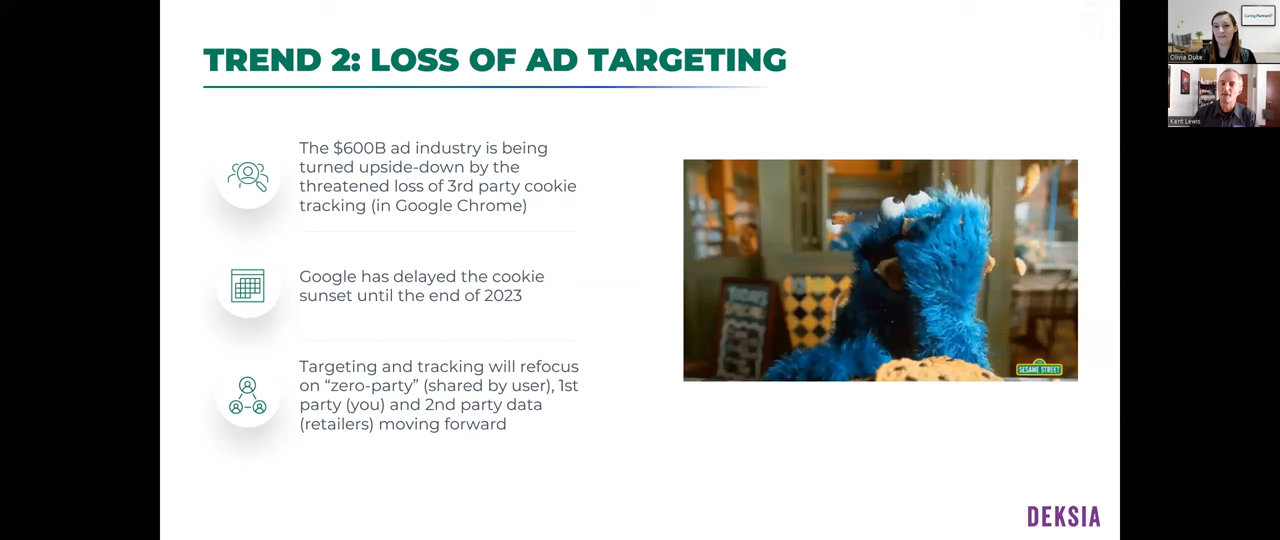 TREND 2: LOSS OF AD TARGETING
The $600B ad industry is being
turned upside-down by the
threatened loss of 3rd party cookie
tracking (in Google Chrome)
Google has delayed the cookie
sunset until the end of 2023
Targeting and tracking will refocus
on “zero-party” (shared by user), 1st
party (you) and 2nd party data
(retailers) moving forward
SESAME STREET
DEKSIA
Caring Partners
Olivia Duke
Kent Lewis